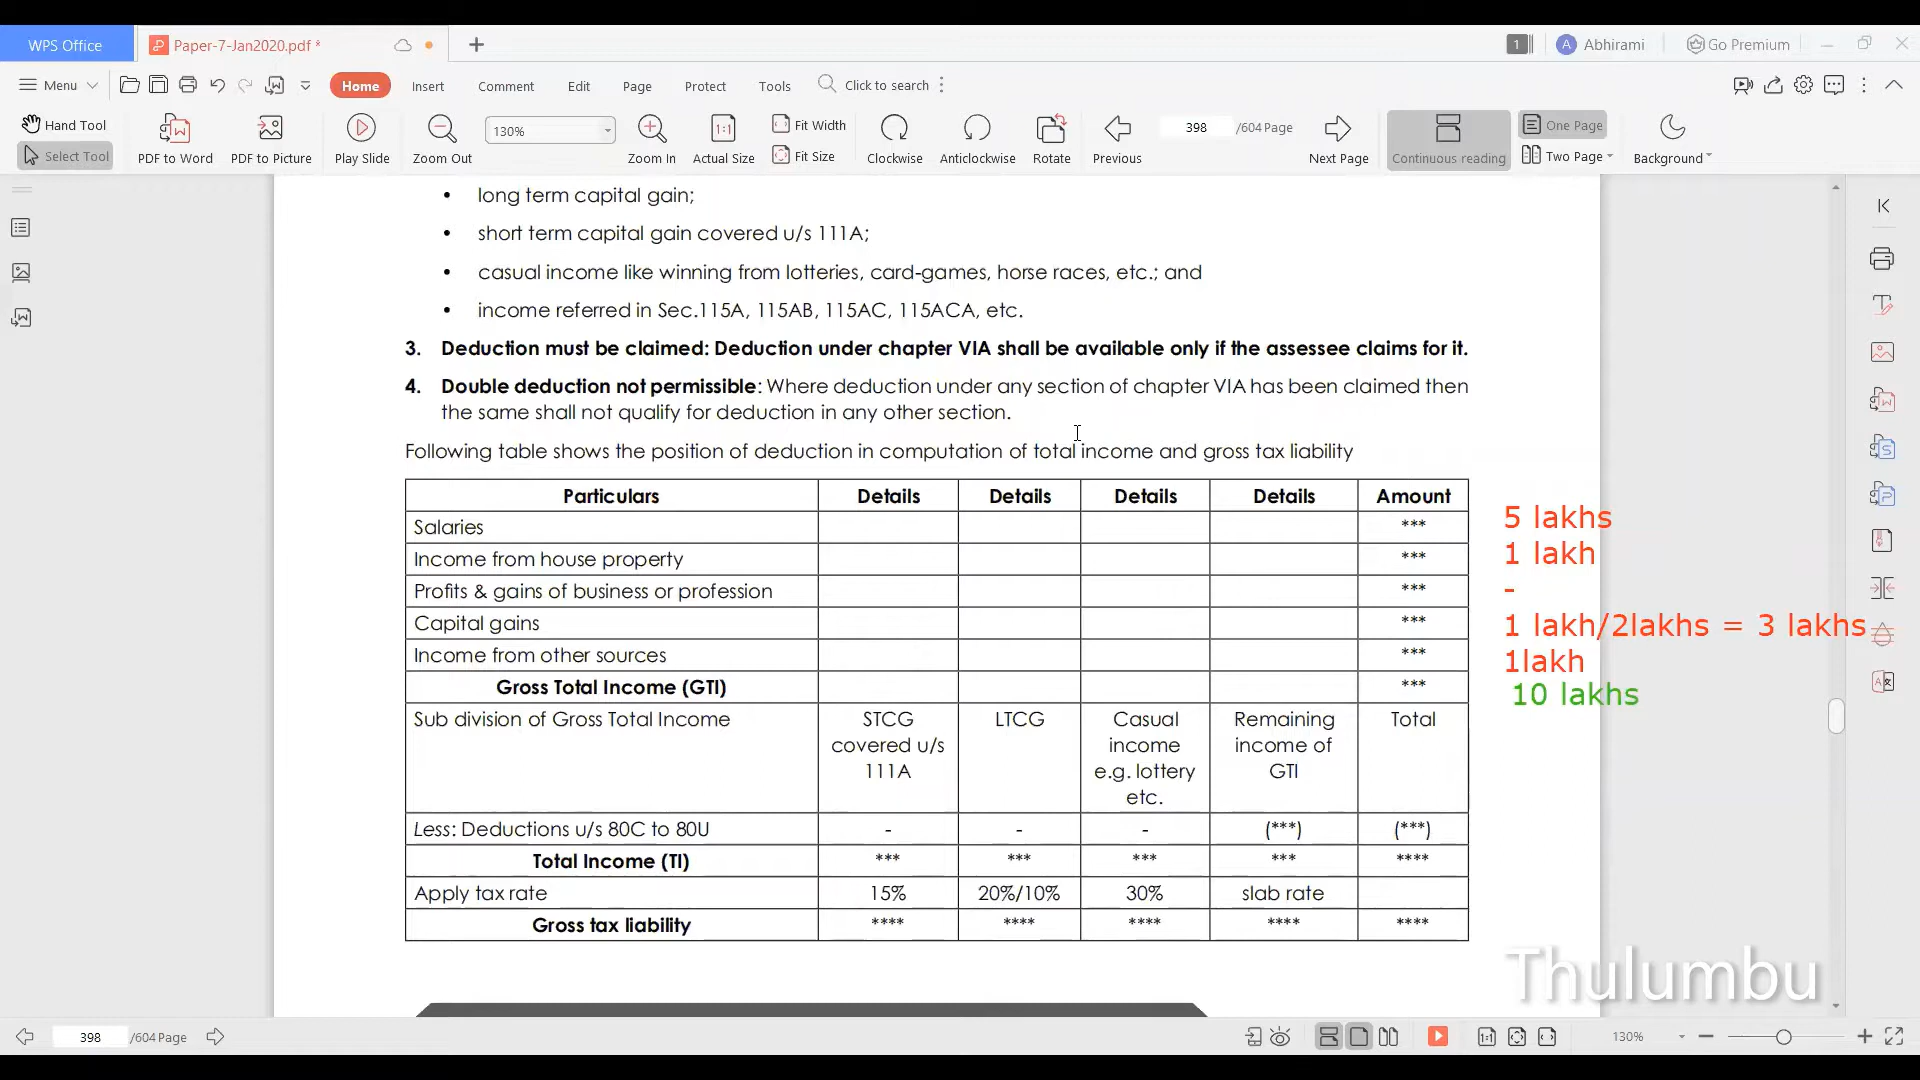 WPS Office
Paper-7-Jan2020.pdf *
1
A Abhirami
Go Premium
Menu
Home
Insert
Comment
Edit
Page
Protect
Tools
Click to search
Hand Tool
Select Tool
PDF to Word
PDF to Picture
Play Slide
Zoom Out
130%
Zoom In
Actual Size
Fit Width
Fit Size
Clockwise
Anticlockwise
Rotate
Previous
398 /604 Page
Next Page
Continuous reading
One Page
Two Page
Background
• long term capital gain;
• short term capital gain covered u/s 111A;
• casual income like winning from lotteries, card-games, horse races, etc.; and
• income referred in Sec.115A, 115AB, 115AC, 115ACA, etc.
3. Deduction must be claimed: Deduction under chapter VIA shall be available only if the assessee claims for it.
4. Double deduction not permissible: Where deduction under any section of chapter VIA has been claimed then
the same shall not qualify for deduction in any other section.
Following table shows the position of deduction in computation of total income and gross tax liability
Particulars Details Details Details Details Amount
Salaries *** 5 lakhs
Income from house property *** 1 lakh
Profits & gains of business or profession *** -
Capital gains *** 1 lakh/2lakhs = 3 lakhs
Income from other sources *** 1lakh
Gross Total Income (GTI) *** 10 lakhs
Sub division of Gross Total Income STCG LTCG Casual Remaining Total
covered u/s income income of
111A e.g. lottery GTI
etc.
Less: Deductions u/s 80C to 80U - - - (***) (***)
Total Income (TI) *** *** *** *** ****
Apply tax rate 15% 20%/10% 30% slab rate
Gross tax liability **** **** **** **** ****
Thulumbu
398 /604 Page
130%